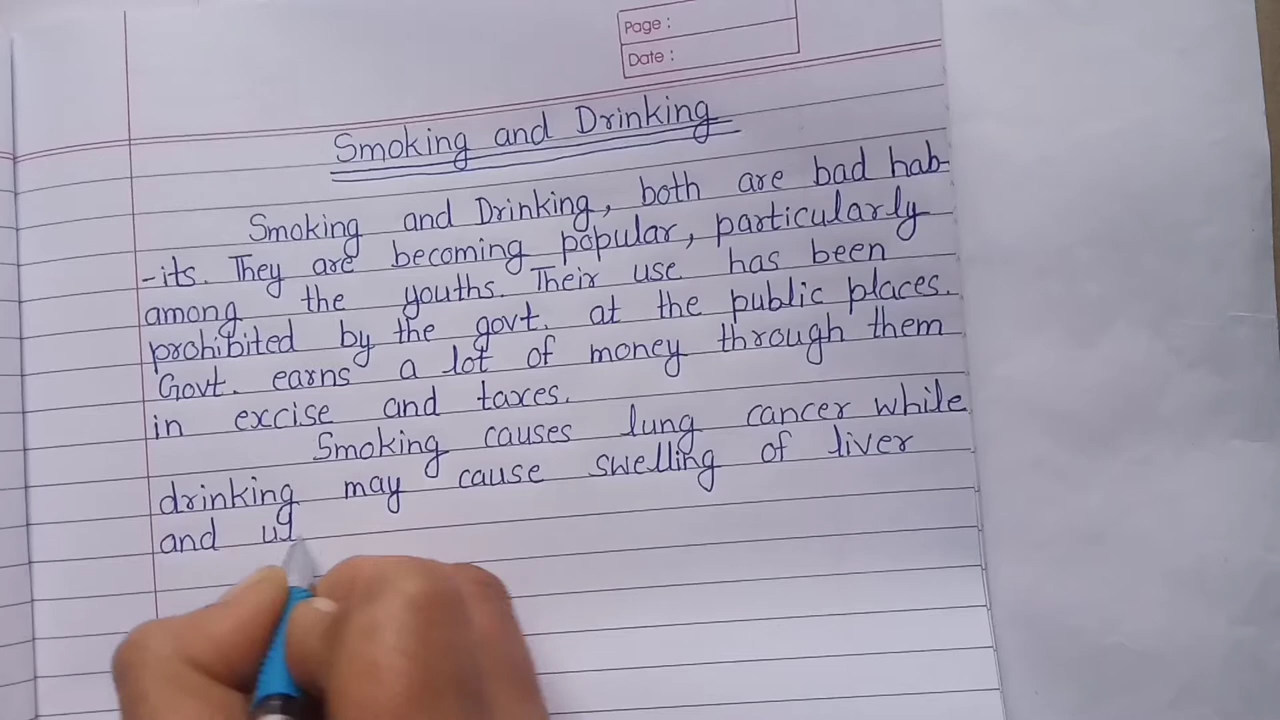 Page :
Date :
Smoking and Drinking
Smoking and Drinking, both are bad hab-
-its. They are becoming popular, particularly
among the youths. Their use has been
prohibited by the govt. at the public places.
Govt. earns a lot of money through them
in excise and taxes.
Smoking causes lung cancer while
drinking may cause swelling of liver
and